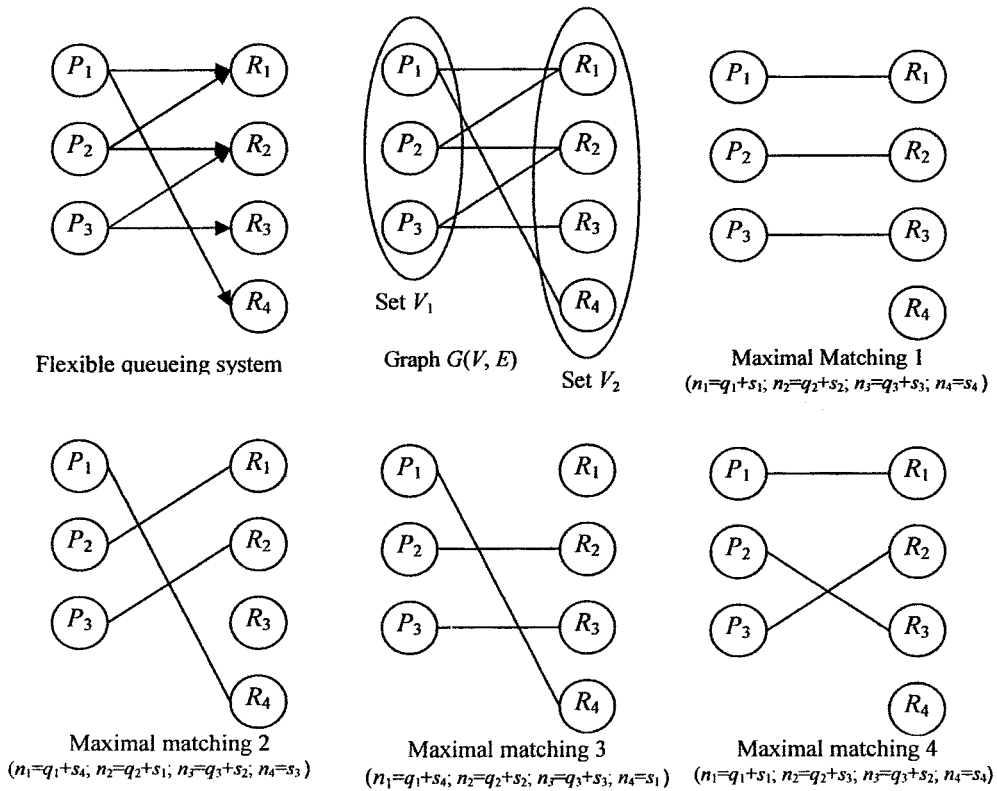 P1 R1
P2 R2
P3 R3
R4
Flexible queueing system
P1 R1
P2 R2
P3 R3
R4
Set V1
Graph G(V, E)
Set V2
P1 R1
P2 R2
P3 R3
R4
Maximal Matching 1
(n1=q1+s1; n2=q2+s2; n3=q3+s3; n4=s4)
P1 R1
P2 R2
P3 R3
R4
Maximal matching 2
(n1=q1+s4; n2=q2+s1; n3=q3+s2, n4=s3)
P1 R1
P2 R2
P3 R3
R4
Maximal matching 3
(n1=q1+s4; n2=q2+s2; n3=q3+s3, n4=s1)
P1 R1
P2 R2
P3 R3
R4
Maximal matching 4
(n1=q1+s1; n2=q2+s3; n3=q3+s2; n4=s4)